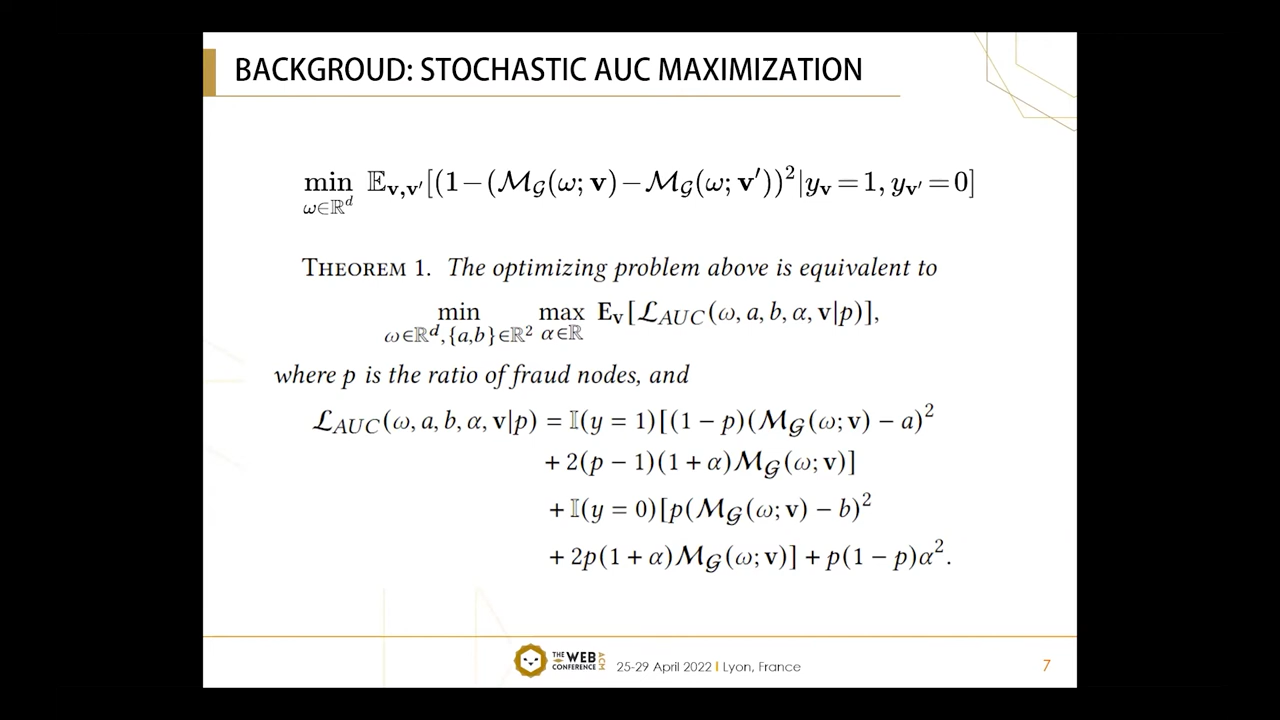 BACKGROUD: STOCHASTIC AUC MAXIMIZATION
min 𝔼_{v,v′}[(1−(ℳ_𝒢(ω;v)−ℳ_𝒢(ω;v′))²|y_v=1, y_{v′}=0]
ω∈ℝ^d
THEOREM 1. The optimizing problem above is equivalent to
min max E_v[ℒ_AUC(ω, a, b, α, v|p)],
ω∈ℝ^d,{a,b}∈ℝ² α∈ℝ
where p is the ratio of fraud nodes, and
ℒ_AUC(ω, a, b, α, v|p) = 𝕀(y = 1)[(1 − p)(ℳ_𝒢(ω; v) − a)²
+ 2(p − 1)(1 + α)ℳ_𝒢(ω; v)]
+ 𝕀(y = 0)[p(ℳ_𝒢(ω; v) − b)²
+ 2p(1 + α)ℳ_𝒢(ω; v)] + p(1 − p)α².
THE WEB CONFERENCE ACM 25-29 April 2022 I Lyon, France 7